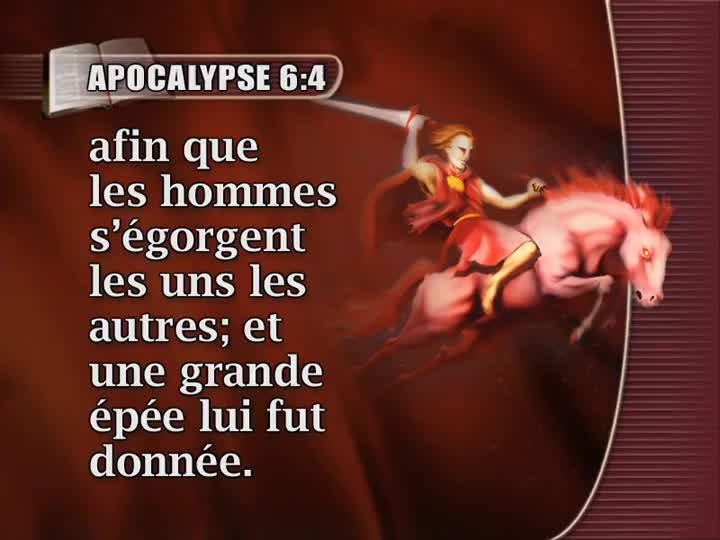 APOCALYPSE 6:4
afin que
les hommes
s'égorgent
les uns les
autres; et
une grande
épée lui fut
donnée.